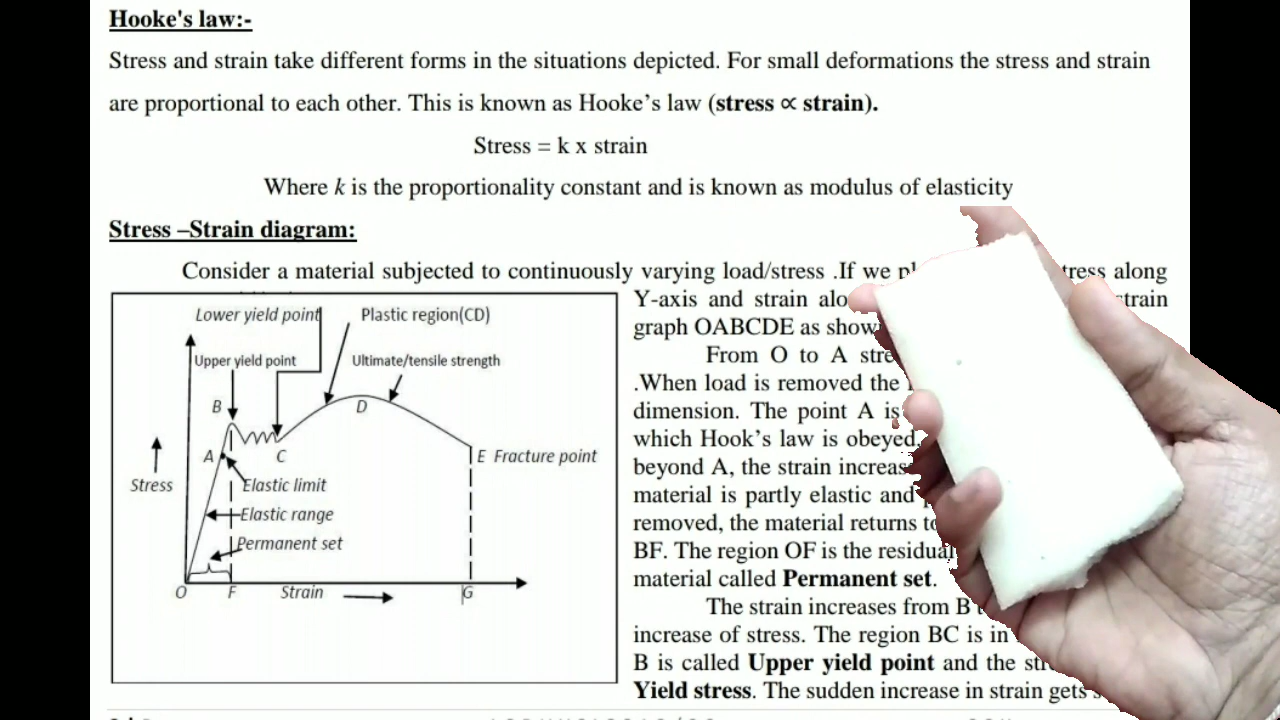 Hooke's law:-
Stress and strain take different forms in the situations depicted. For small deformations the stress and strain
are proportional to each other. This is known as Hooke's law (stress ∝ strain).
Stress = k x strain
Where k is the proportionality constant and is known as modulus of elasticity
Stress –Strain diagram:
Consider a material subjected to continuously varying load/stress .If we along
Y-axis and strain strain
graph OABCDE as
From O to A
.When load is removed the
dimension. The point A is
which Hook's law is obeyed,
beyond A, the strain
material is partly elastic and
removed, the material returns
BF. The region OF is the
material called Permanent set.
The strain increases from B
increase of stress. The region BC is in
B is called Upper yield point and the
Yield stress. The sudden increase in strain gets
Lower yield point
Plastic region(CD)
Upper yield point
Ultimate/tensile strength
B
D
A
C
E Fracture point
Stress
Elastic limit
Elastic range
Permanent set
O
F
Strain
G